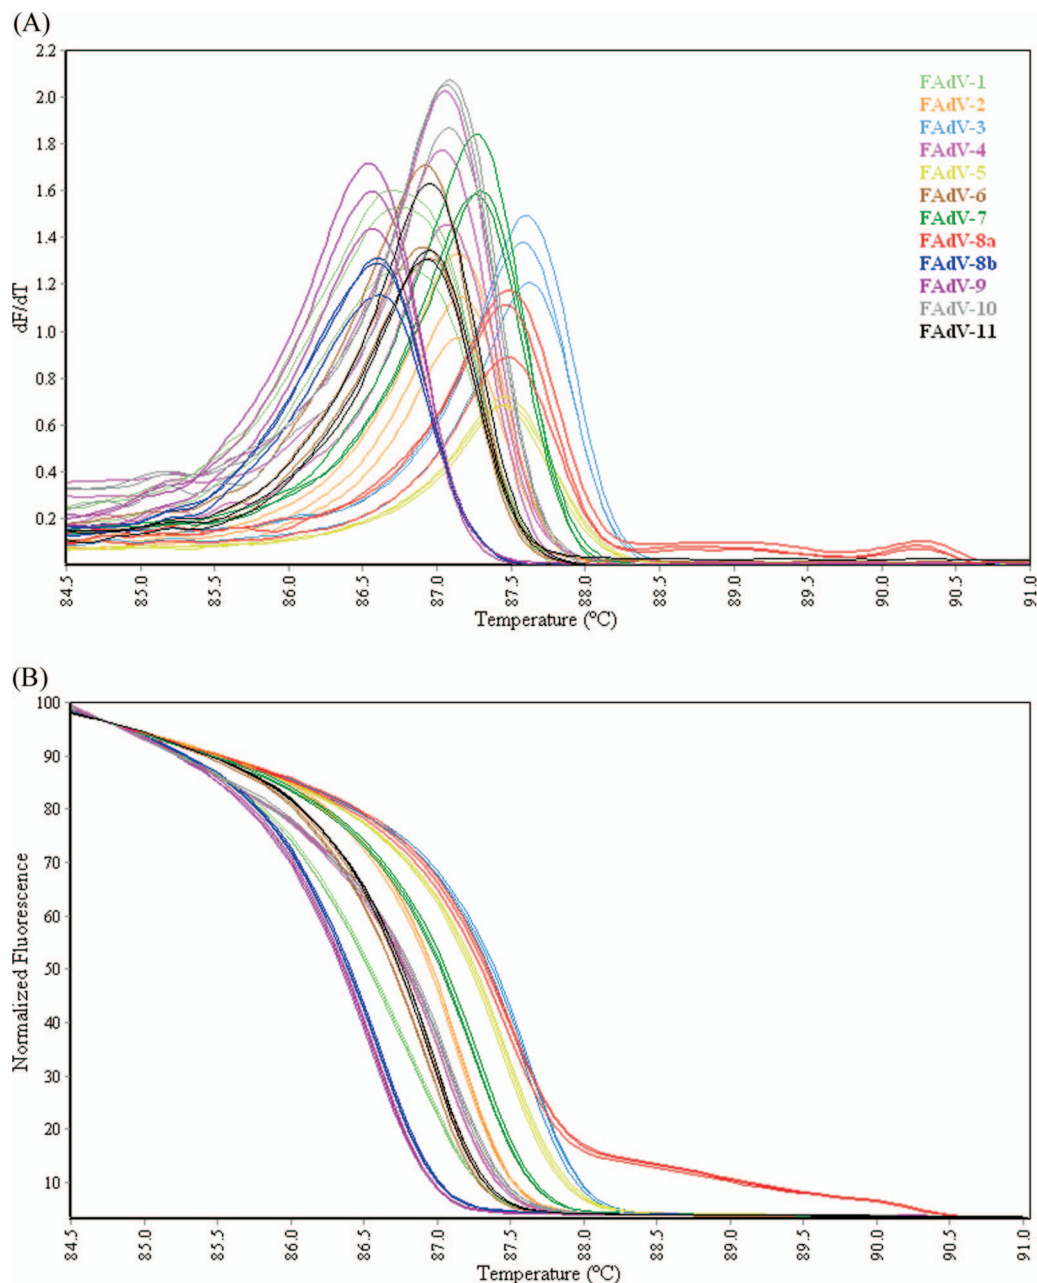 (A)
2.2
2.0
1.8
1.6
1.4
1.2
1.0
0.8
0.6
0.4
0.2
dF/dT
FAdV-1
FAdV-2
FAdV-3
FAdV-4
FAdV-5
FAdV-6
FAdV-7
FAdV-8a
FAdV-8b
FAdV-9
FAdV-10
FAdV-11
84.5 85.0 85.5 86.0 86.5 87.0 87.5 88.0 88.5 89.0 89.5 90.0 90.5 91.0
Temperature (°C)
(B)
100
90
80
70
60
50
40
30
20
10
Normalized Fluorescence
84.5 85.0 85.5 86.0 86.5 87.0 87.5 88.0 88.5 89.0 89.5 90.0 90.5 91.0
Temperature (°C)